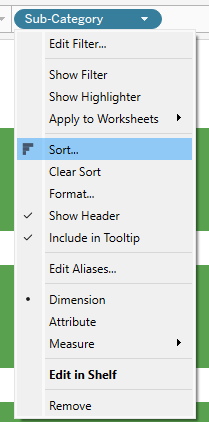 Sub-Category
Edit Filter...
Show Filter
Show Highlighter
Apply to Worksheets
Sort...
Clear Sort
Format...
Show Header
Include in Tooltip
Edit Aliases...
Dimension
Attribute
Measure
Edit in Shelf
Remove